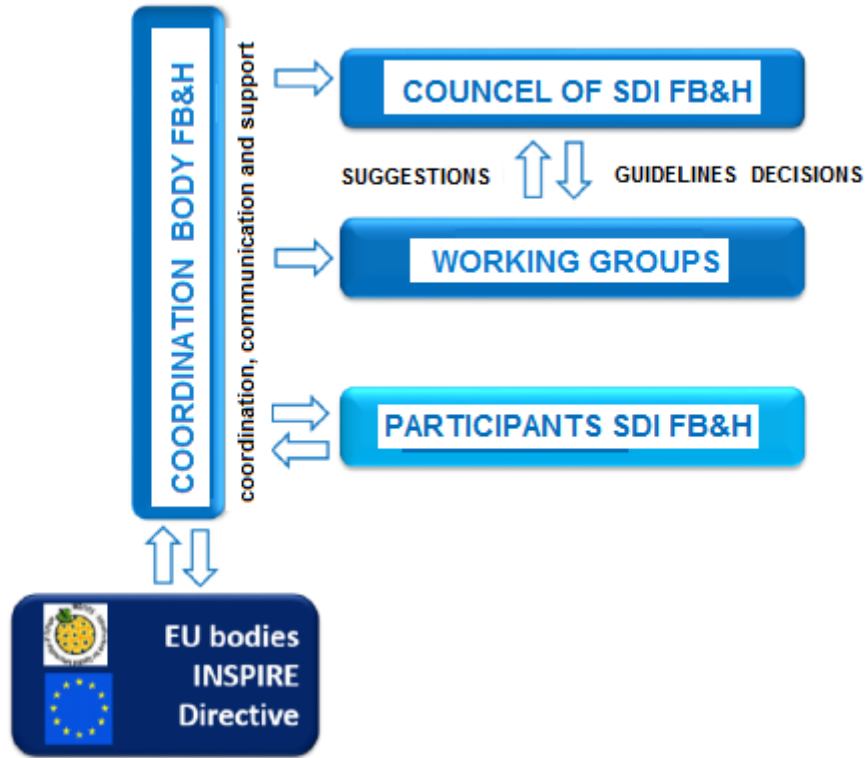 COORDINATION BODY FB&H
coordination, communication and support
COUNCEL OF SDI FB&H
SUGGESTIONS
GUIDELINES DECISIONS
WORKING GROUPS
PARTICIPANTS SDI FB&H
EU bodies
INSPIRE
Directive